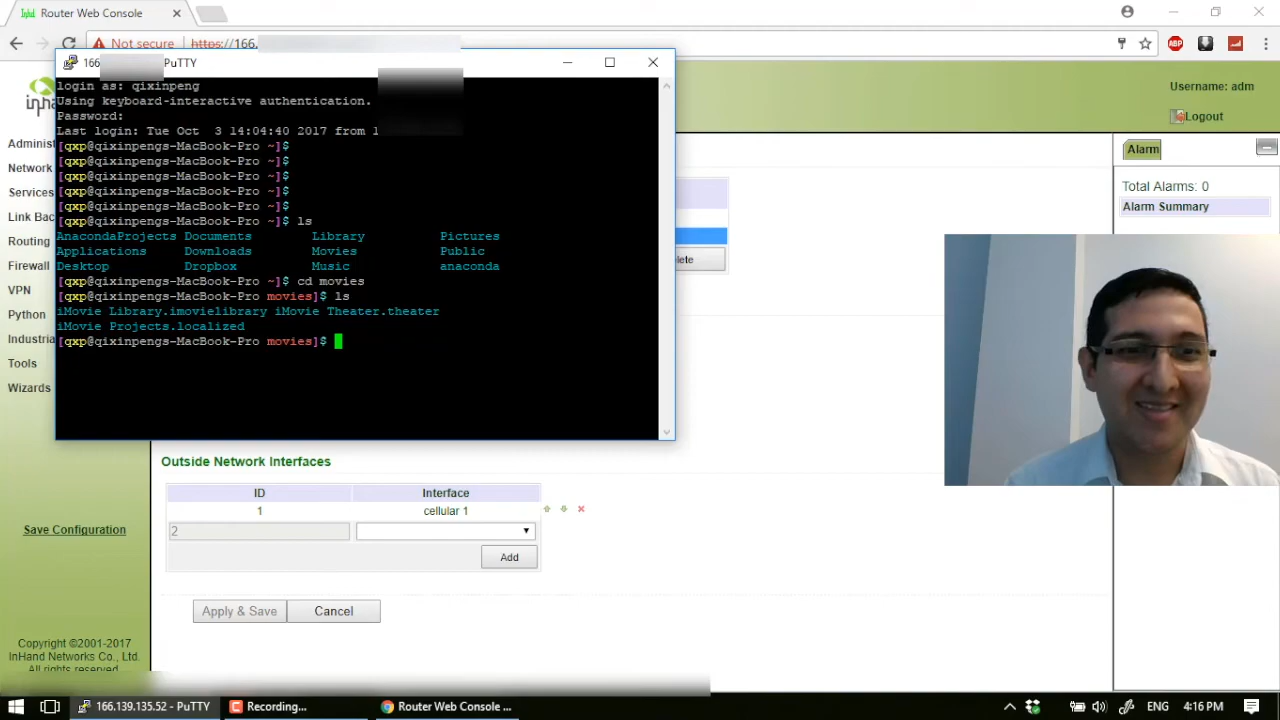 Router Web Console
Not secure
https://166.
ABP
166
PuTTY
login as: qixinpeng
Using keyboard-interactive authentication.
Password:
Last login: Tue Oct  3 14:04:40 2017 from 1
[qxp@qixinpengs-MacBook-Pro ~]$
[qxp@qixinpengs-MacBook-Pro ~]$
[qxp@qixinpengs-MacBook-Pro ~]$
[qxp@qixinpengs-MacBook-Pro ~]$
[qxp@qixinpengs-MacBook-Pro ~]$
[qxp@qixinpengs-MacBook-Pro ~]$ ls
AnacondaProjects Documents Library Pictures
Applications Downloads Movies Public
Desktop Dropbox Music anaconda
[qxp@qixinpengs-MacBook-Pro ~]$ cd movies
[qxp@qixinpengs-MacBook-Pro movies]$ ls
iMovie Library.imovielibrary iMovie Theater.theater
iMovie Projects.localized
[qxp@qixinpengs-MacBook-Pro movies]$
Username: adm
Logout
Administ
Network
Services
Link Bac
Routing
Firewall
VPN
Python
Industria
Tools
Wizards
Save Configuration
Copyright ©2001-2017
InHand Networks Co., Ltd.
All rights reserved
lete
Alarm
Total Alarms: 0
Alarm Summary
Outside Network Interfaces
ID Interface
1 cellular 1
2
Add
Apply & Save Cancel
166.139.135.52 - PuTTY
Recording...
Router Web Console ...
ENG
4:16 PM